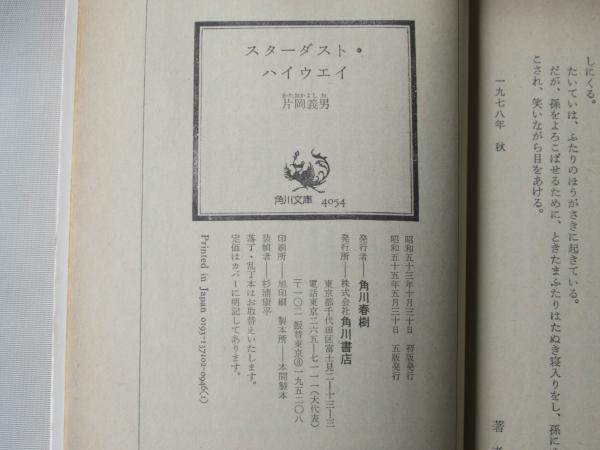 しにくる。
たいていは、ふたりのほうがさきに起きている。
だが、孫をよろこばせるために、ときたまふたりはたぬき寝入りをし、孫に
こされ、笑いながら目をあける。
一九七八年 秋
著
スターダスト・
ハイウエイ
かたおかよしお
片岡義男
角川文庫 4054
昭和五十三年十月三十日 初版発行
昭和五十五年五月三十日 五版発行
発行者――角川春樹
発行所――株式会社角川書店
東京都千代田区富士見二―十三―三
電話東京二六五―七一一一〈大代表〉
〒一〇二 振替東京③一九五二〇八
印刷所――旭印刷 製本所――本間製本
装幀者――杉浦康平
落丁・乱丁本はお取替えいたします。
定価はカバーに明記してあります。
Printed in Japan 0193-137102-0946(1)